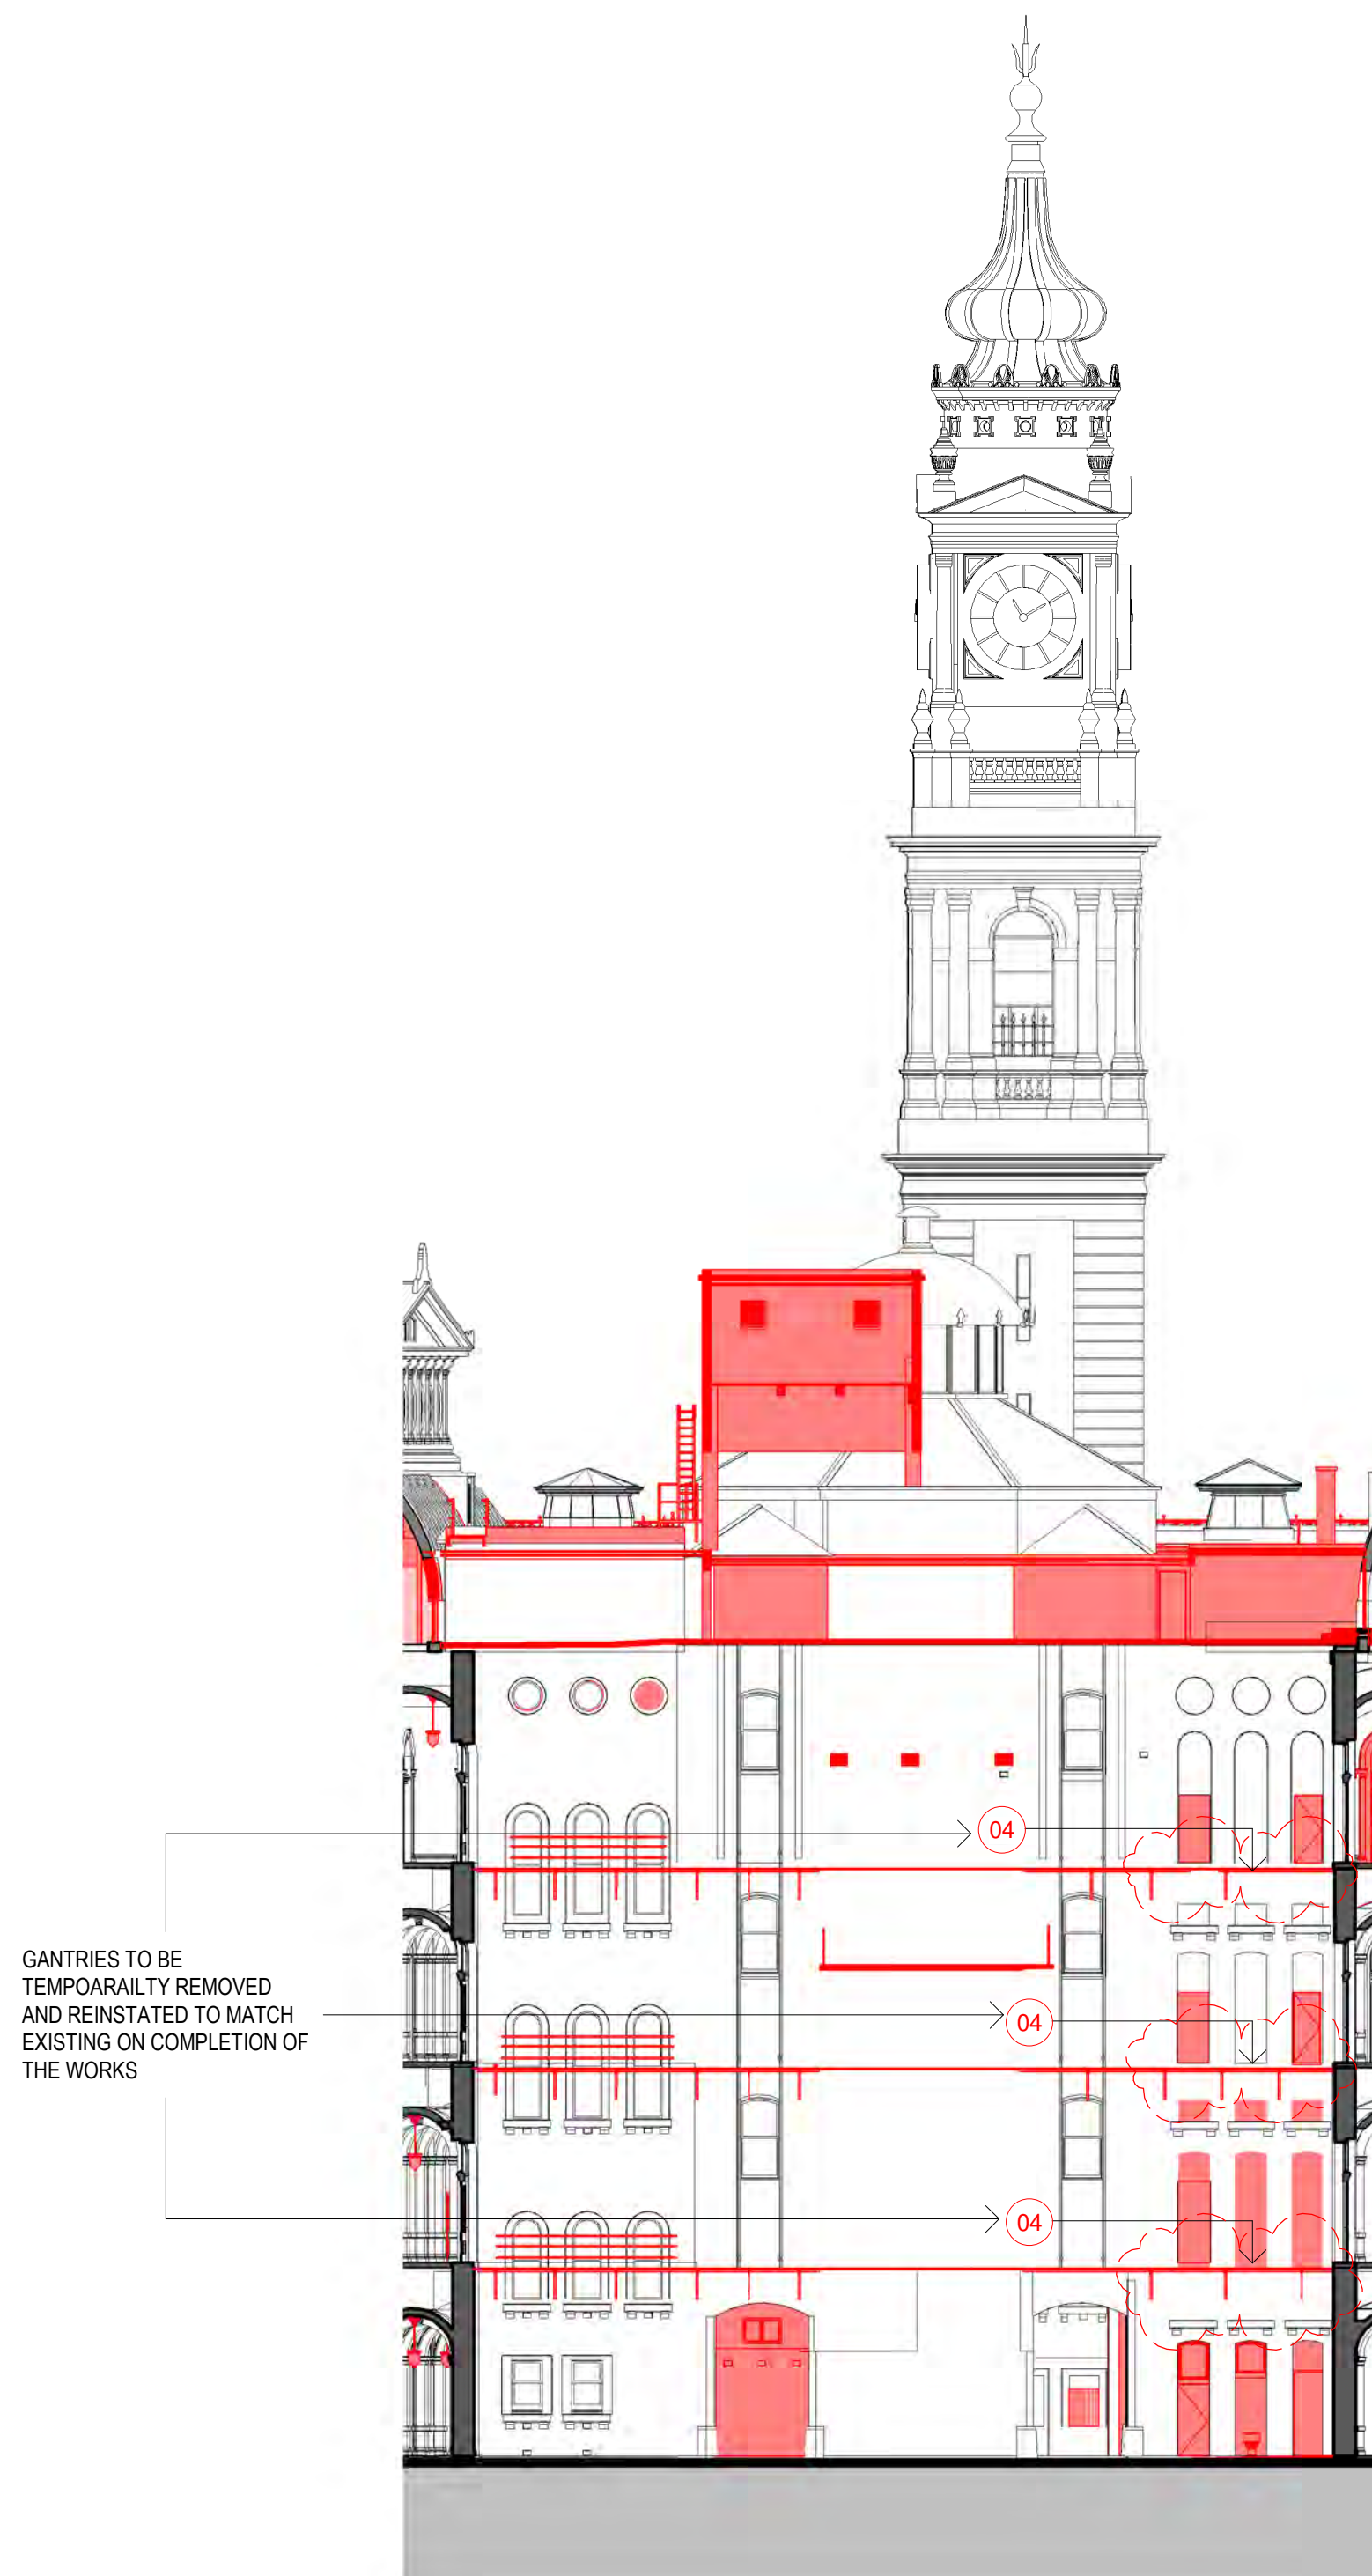 04
GANTRIES TO BE
TEMPOARAILTY REMOVED
AND REINSTATED TO MATCH
EXISTING ON COMPLETION OF
THE WORKS
04
04